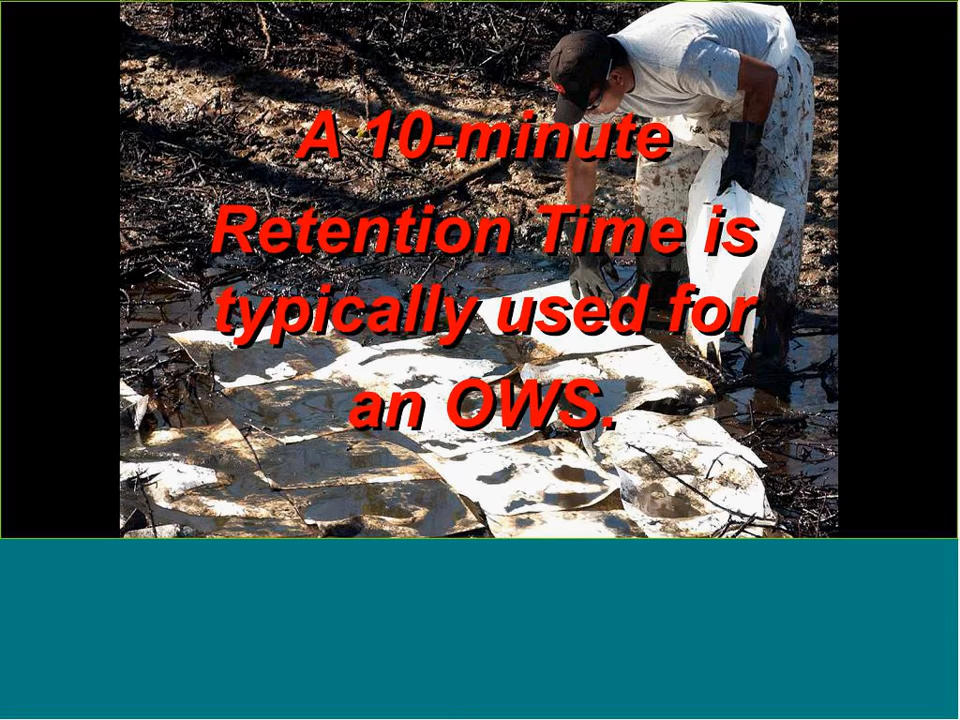 A 10-minute
Retention Time is
typically used for
an OWS.